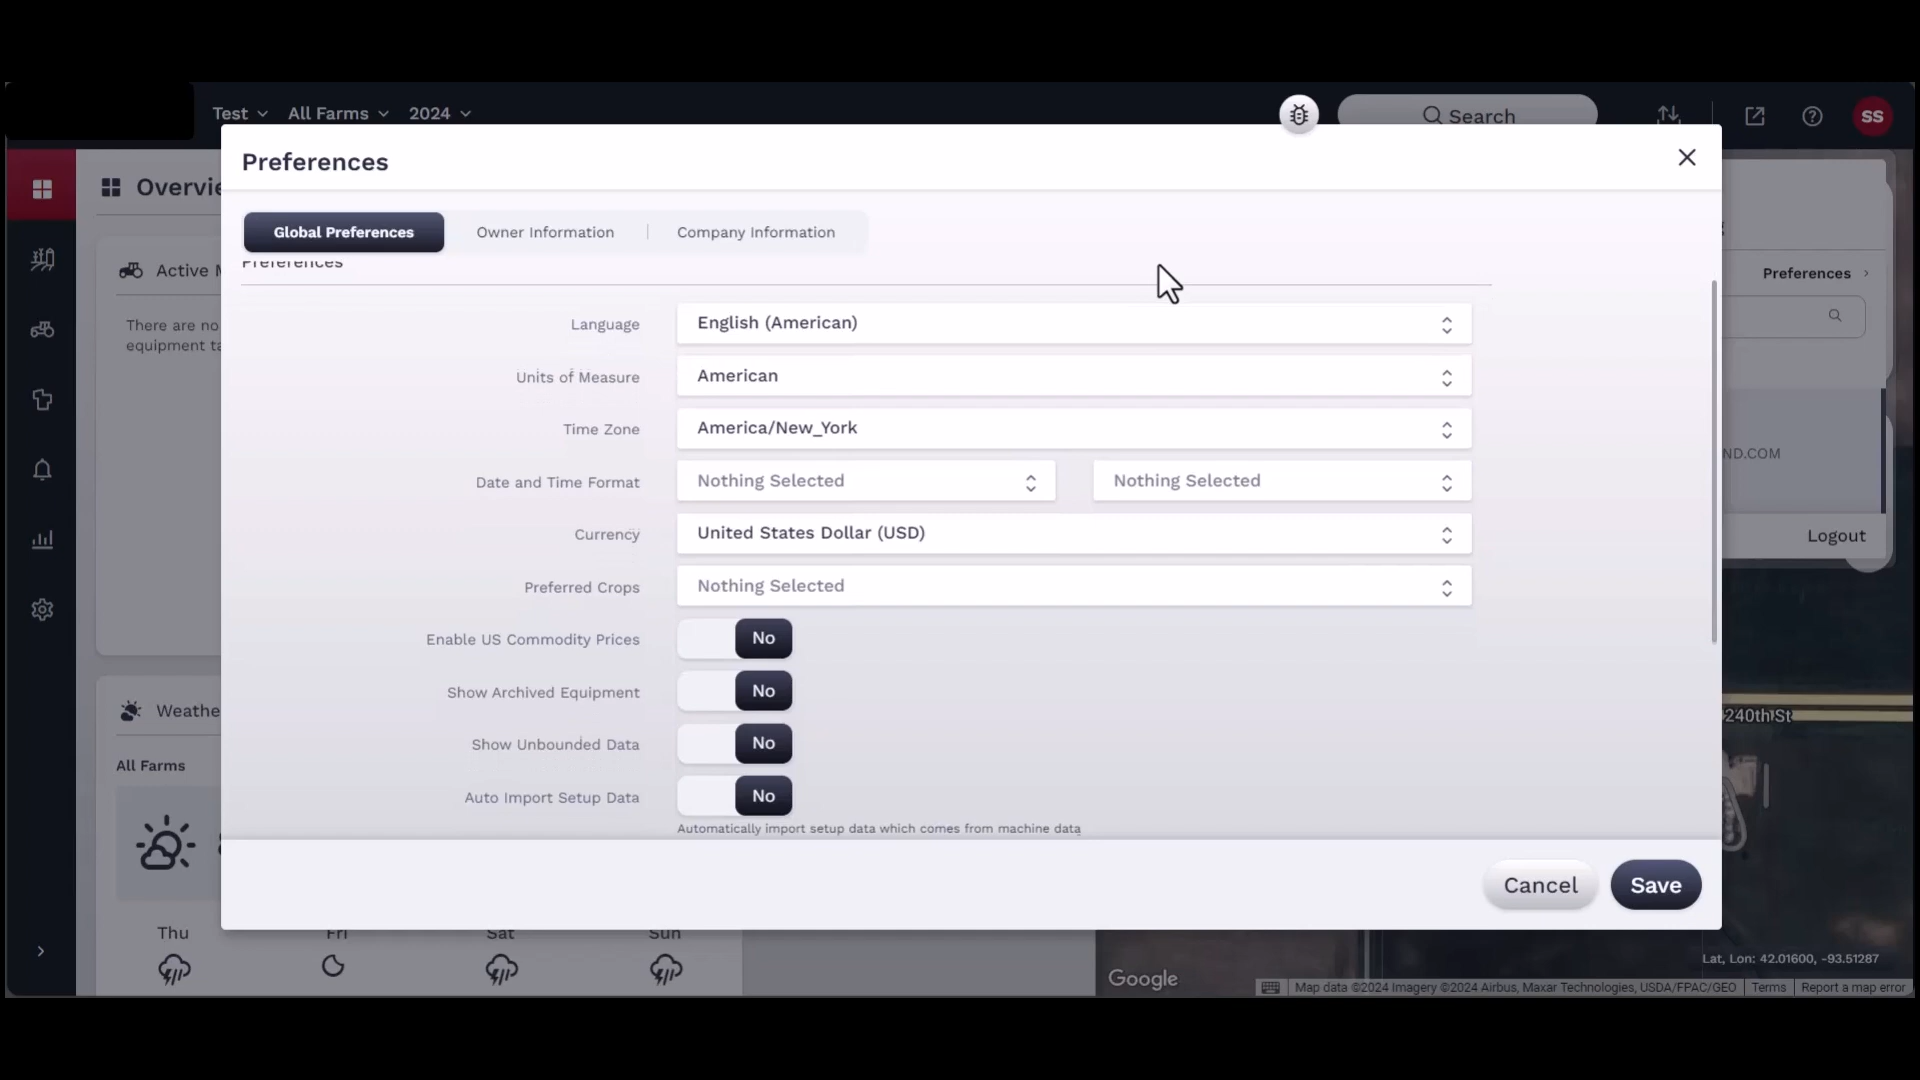 Test All Farms 2024
Search
SS
Preferences
Overvie
Global Preferences Owner Information Company Information
Preferences
Active M
Preferences
There are no
equipment ta
Language English (American)
Units of Measure American
Time Zone America/New_York
Date and Time Format Nothing Selected Nothing Selected
ND.COM
Currency United States Dollar (USD)
Logout
Preferred Crops Nothing Selected
Enable US Commodity Prices No
Show Archived Equipment No
Weathe
240th St
Show Unbounded Data No
All Farms
Auto Import Setup Data No
Automatically import setup data which comes from machine data
Cancel Save
Thu Fri Sat Sun
Lat, Lon: 42.01600, -93.51287
Google
Map data ©2024 Imagery ©2024 Airbus, Maxar Technologies, USDA/FPAC/GEO Terms Report a map error